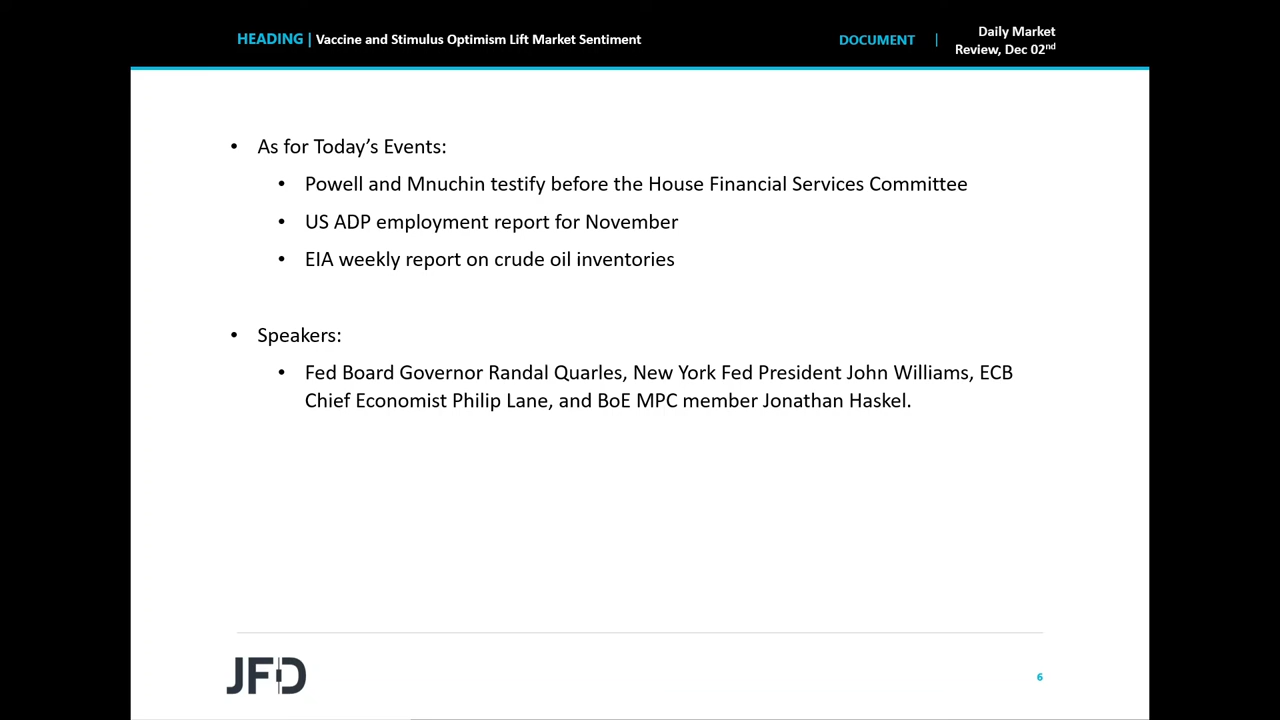 HEADING | Vaccine and Stimulus Optimism Lift Market Sentiment
DOCUMENT |
Daily Market
Review, Dec 02nd
• As for Today’s Events:
• Powell and Mnuchin testify before the House Financial Services Committee
• US ADP employment report for November
• EIA weekly report on crude oil inventories
• Speakers:
• Fed Board Governor Randal Quarles, New York Fed President John Williams, ECB
Chief Economist Philip Lane, and BoE MPC member Jonathan Haskel.
JFD
6